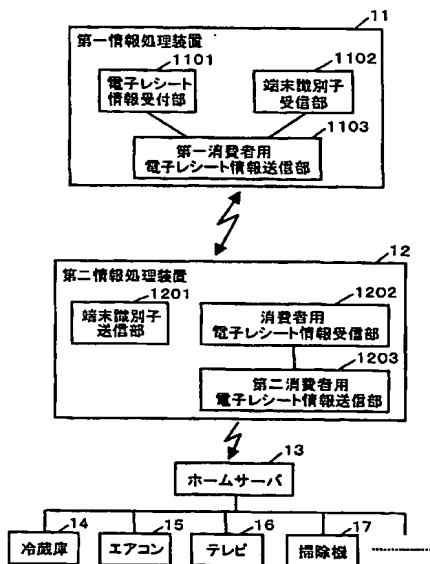 11
第一情報処理装置
1101
電子レシート
情報受付部
1102
端末識別子
受信部
1103
第一消費者用
電子レシート情報送信部
12
第二情報処理装置
1201
端末識別子
送信部
1202
消費者用
電子レシート情報受信部
1203
第二消費者用
電子レシート情報送信部
13
ホームサーバ
14
冷蔵庫
15
エアコン
16
テレビ
17
掃除機